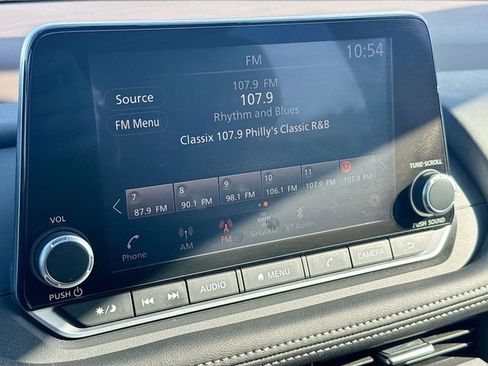 FM
10:54
107.9 FM
Source
107.9
Rhythm and Blues
FM Menu
Classix 107.9 Philly's Classic R&B
TUNE•SCROLL
7 8 9 10 11 12
87.9 FM 90.1 FM 98.1 FM 106.1 FM 107.9 FM 107.9 FM
VOL
Phone AM FM SiriusXM BT Audio
PUSH SOUND
PUSH
AUDIO MENU CAMERA